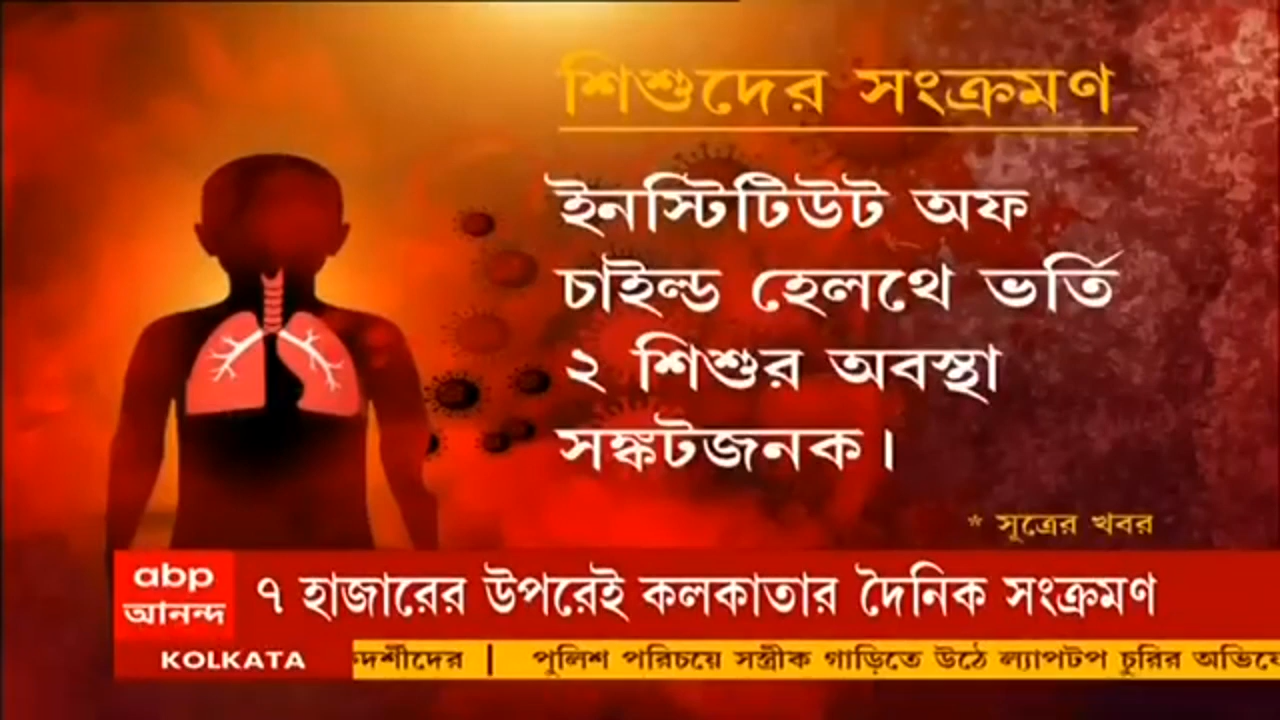 শিশুদের সংক্রমণ
ইনস্টিটিউট অফ
চাইল্ড হেলথে ভর্তি
২ শিশুর অবস্থা
সঙ্কটজনক।
* সূত্রের খবর
abp
আনন্দ
৭ হাজারের উপরেই কলকাতার দৈনিক সংক্রমণ
KOLKATA
| পুলিশ পরিচয়ে সস্ত্রীক গাড়িতে উঠে ল্যাপটপ চুরির